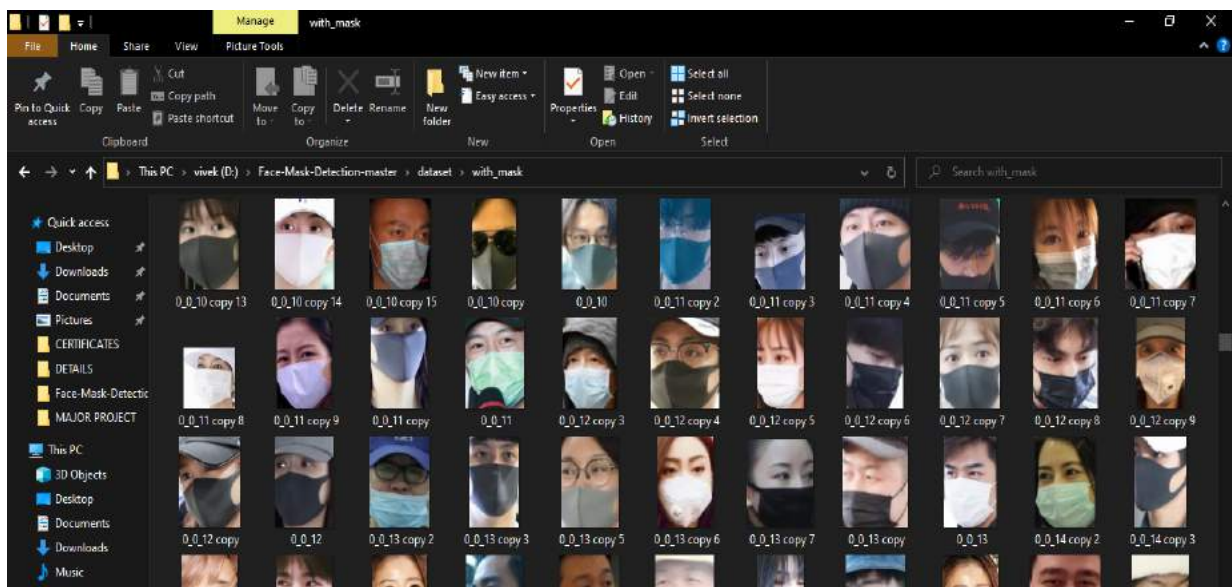 Manage with_mask
File Home Share View Picture Tools
Pin to Quick access
Copy
Paste
Cut
Copy path
Paste shortcut
Clipboard
Move to
Copy to
Delete
Rename
Organize
New folder
New item
Easy access
New
Properties
Open
Edit
History
Open
Select all
Select none
Invert selection
Select
This PC > vivek (D:) > Face-Mask-Detection-master > dataset > with_mask
Search with_mask
Quick access
Desktop
Downloads
Documents
Pictures
CERTIFICATES
DETAILS
Face-Mask-Detectic
MAJOR PROJECT
This PC
3D Objects
Desktop
Documents
Downloads
Music
0_0_10 copy 13 0_0_10 copy 14 0_0_10 copy 15 0_0_10 copy 0_0_10 0_0_11 copy 2 0_0_11 copy 3 0_0_11 copy 4 0_0_11 copy 5 0_0_11 copy 6 0_0_11 copy 7
0_0_11 copy 8 0_0_11 copy 9 0_0_11 copy 0_0_11 0_0_12 copy 3 0_0_12 copy 4 0_0_12 copy 5 0_0_12 copy 6 0_0_12 copy 7 0_0_12 copy 8 0_0_12 copy 9
0_0_12 copy 0_0_12 0_0_13 copy 2 0_0_13 copy 3 0_0_13 copy 5 0_0_13 copy 6 0_0_13 copy 7 0_0_13 copy 0_0_13 0_0_14 copy 2 0_0_14 copy 3